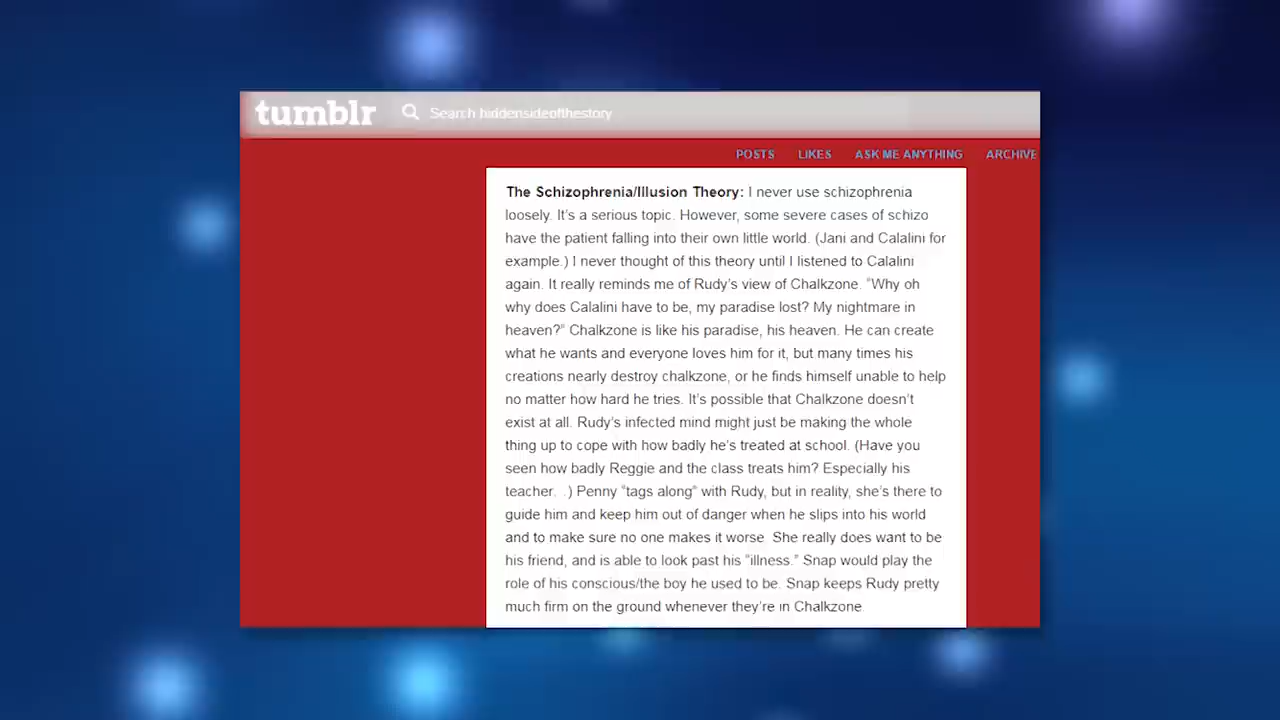 tumblr Search hiddensideofthestory
POSTS LIKES ASK ME ANYTHING ARCHIVE
The Schizophrenia/Illusion Theory: I never use schizophrenia
loosely. It's a serious topic. However, some severe cases of schizo
have the patient falling into their own little world. (Jani and Calalini for
example.) I never thought of this theory until I listened to Calalini
again. It really reminds me of Rudy's view of Chalkzone. "Why oh
why does Calalini have to be, my paradise lost? My nightmare in
heaven?" Chalkzone is like his paradise, his heaven. He can create
what he wants and everyone loves him for it, but many times his
creations nearly destroy chalkzone, or he finds himself unable to help
no matter how hard he tries. It's possible that Chalkzone doesn't
exist at all. Rudy's infected mind might just be making the whole
thing up to cope with how badly he's treated at school. (Have you
seen how badly Reggie and the class treats him? Especially his
teacher. .) Penny "tags along" with Rudy, but in reality, she's there to
guide him and keep him out of danger when he slips into his world
and to make sure no one makes it worse. She really does want to be
his friend, and is able to look past his "illness." Snap would play the
role of his conscious/the boy he used to be. Snap keeps Rudy pretty
much firm on the ground whenever they're in Chalkzone.